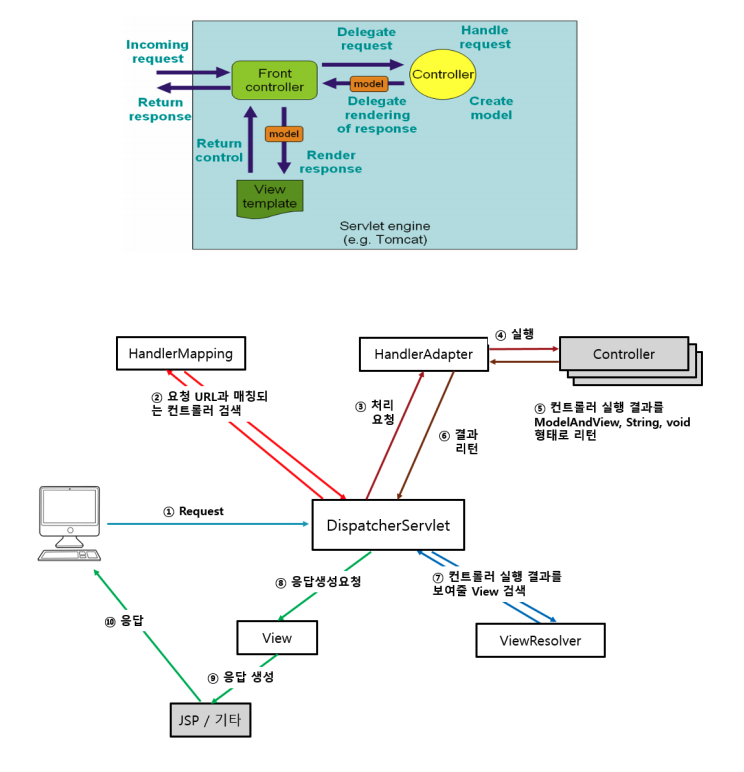 Delegate
request
Handle
request
Incoming
request
Front
controller
Controller
model
Return
response
Delegate
rendering
of response
Create
model
model
Return
control
Render
response
View
template
Servlet engine
(e.g. Tomcat)
④ 실행
HandlerMapping
HandlerAdapter
Controller
② 요청 URL과 매칭되
는 컨트롤러 검색
③ 처리
요청
⑤ 컨트롤러 실행 결과를
ModelAndView, String, void
형태로 리턴
⑥ 결과
리턴
① Request
DispatcherServlet
⑧ 응답생성요청
⑦ 컨트롤러 실행 결과를
보여줄 View 검색
⑩ 응답
View
ViewResolver
⑨ 응답 생성
JSP / 기타